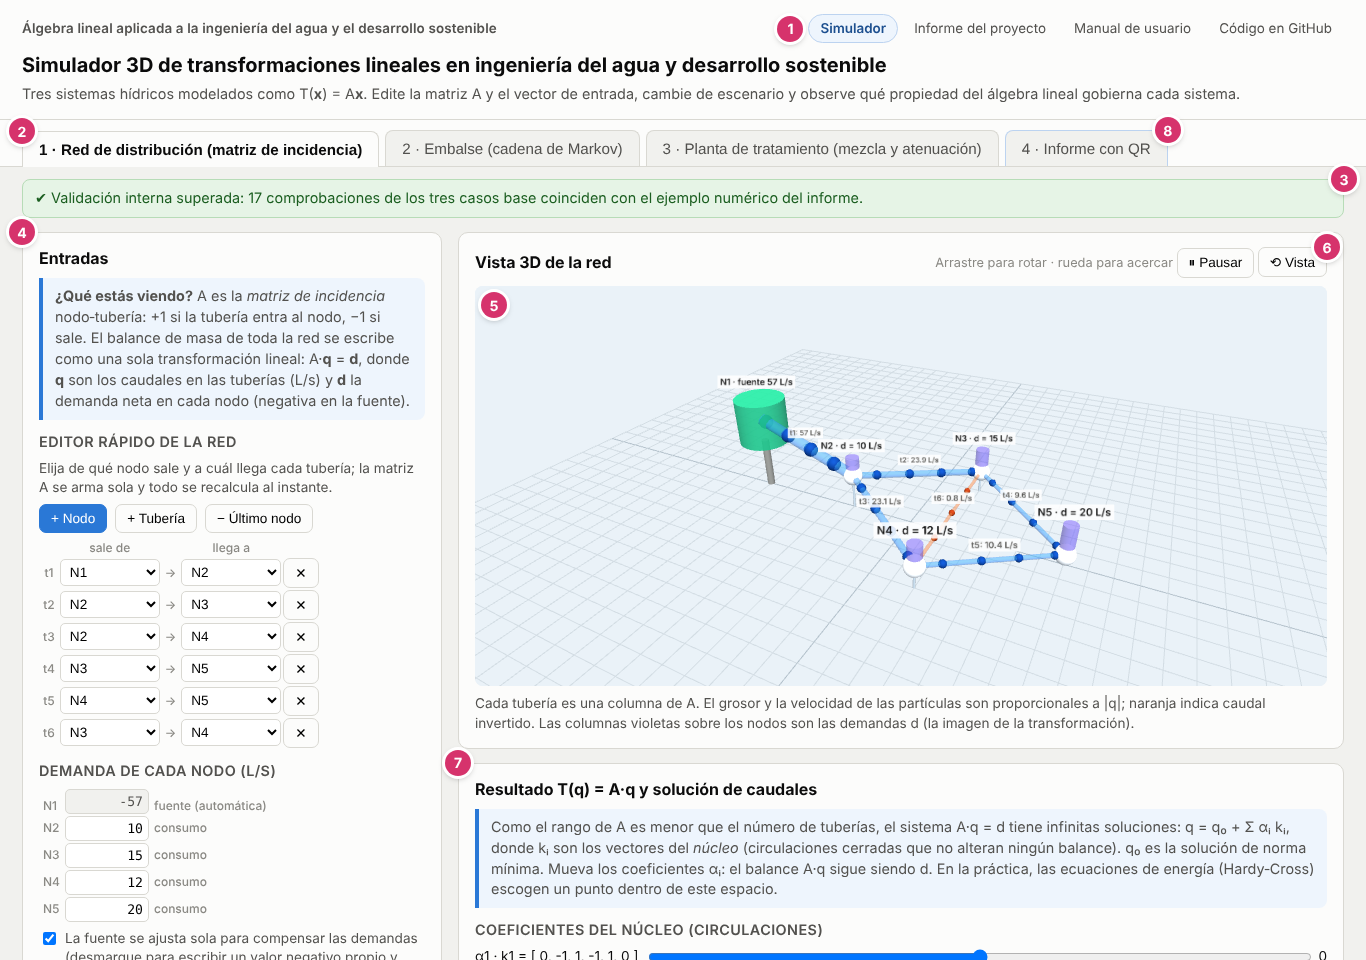 Álgebra lineal aplicada a la ingeniería del agua y el desarrollo sostenible
1 Simulador Informe del proyecto Manual de usuario Código en GitHub
Simulador 3D de transformaciones lineales en ingeniería del agua y desarrollo sostenible
Tres sistemas hídricos modelados como T(x) = Ax. Edite la matriz A y el vector de entrada, cambie de escenario y observe qué propiedad del álgebra lineal gobierna cada sistema.
2 8
1 · Red de distribución (matriz de incidencia) 2 · Embalse (cadena de Markov) 3 · Planta de tratamiento (mezcla y atenuación) 4 · Informe con QR
3
✔ Validación interna superada: 17 comprobaciones de los tres casos base coinciden con el ejemplo numérico del informe.
4
Entradas
¿Qué estás viendo? A es la matriz de incidencia
nodo-tubería: +1 si la tubería entra al nodo, −1 si
sale. El balance de masa de toda la red se escribe
como una sola transformación lineal: A·q = d, donde
q son los caudales en las tuberías (L/s) y d la
demanda neta en cada nodo (negativa en la fuente).
EDITOR RÁPIDO DE LA RED
Elija de qué nodo sale y a cuál llega cada tubería; la matriz
A se arma sola y todo se recalcula al instante.
+ Nodo + Tubería − Último nodo
sale de llega a
t1 N1 → N2 ✕
t2 N2 → N3 ✕
t3 N2 → N4 ✕
t4 N3 → N5 ✕
t5 N4 → N5 ✕
t6 N3 → N4 ✕
DEMANDA DE CADA NODO (L/S)
N1 -57 fuente (automática)
N2 10 consumo
N3 15 consumo
N4 12 consumo
N5 20 consumo
La fuente se ajusta sola para compensar las demandas
(desmarque para escribir un valor negativo propio y
6
Vista 3D de la red Arrastre para rotar · rueda para acercar ⏸ Pausar ⟲ Vista
5
N1 · fuente 57 L/s
t1: 57 L/s
N2 · d = 10 L/s
N3 · d = 15 L/s
t2: 23.9 L/s
t3: 23.1 L/s
t6: 0.8 L/s
t4: 9.6 L/s
N5 · d = 20 L/s
N4 · d = 12 L/s
t5: 10.4 L/s
Cada tubería es una columna de A. El grosor y la velocidad de las partículas son proporcionales a |q|; naranja indica caudal
invertido. Las columnas violetas sobre los nodos son las demandas d (la imagen de la transformación).
7
Resultado T(q) = A·q y solución de caudales
Como el rango de A es menor que el número de tuberías, el sistema A·q = d tiene infinitas soluciones: q = q₀ + Σ αᵢ kᵢ,
donde kᵢ son los vectores del núcleo (circulaciones cerradas que no alteran ningún balance). q₀ es la solución de norma
mínima. Mueva los coeficientes αᵢ: el balance A·q sigue siendo d. En la práctica, las ecuaciones de energía (Hardy-Cross)
escogen un punto dentro de este espacio.
COEFICIENTES DEL NÚCLEO (CIRCULACIONES)
α1 · k1 = [ 0, -1, 1, -1, 1, 0 ] 0